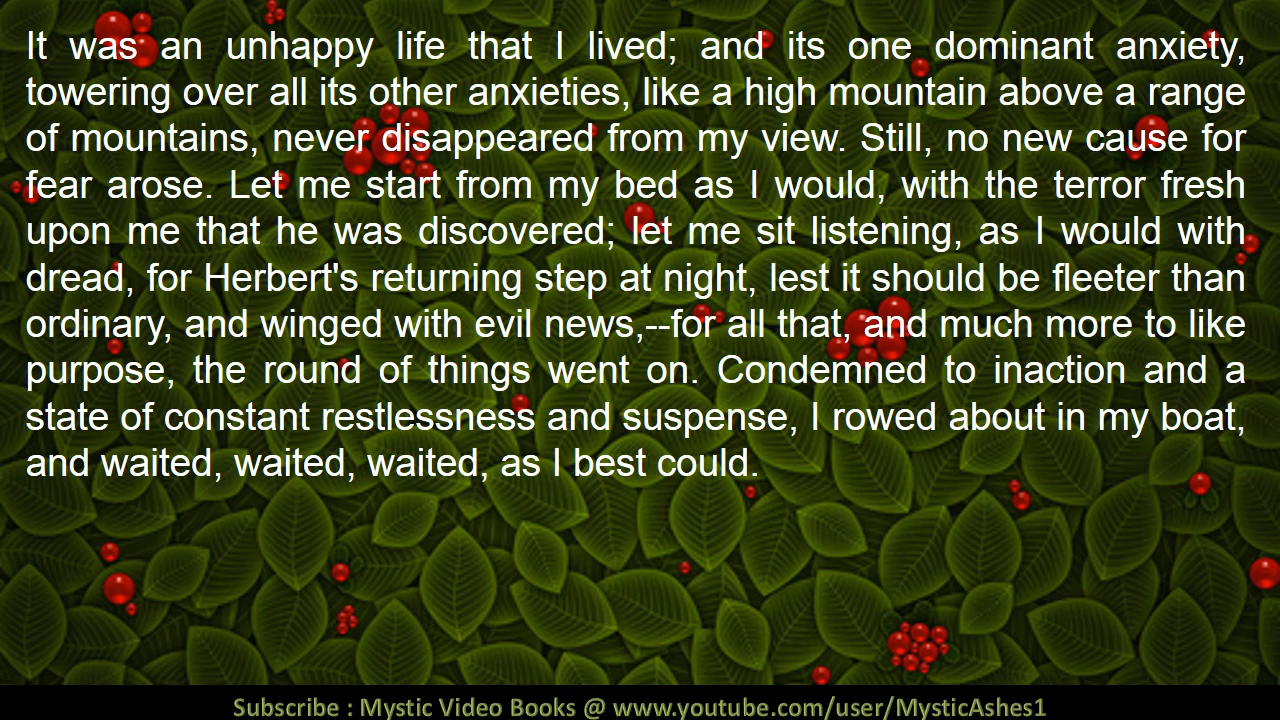 It was an unhappy life that I lived; and its one dominant anxiety,
towering over all its other anxieties, like a high mountain above a range
of mountains, never disappeared from my view. Still, no new cause for
fear arose. Let me start from my bed as I would, with the terror fresh
upon me that he was discovered; let me sit listening, as I would with
dread, for Herbert's returning step at night, lest it should be fleeter than
ordinary, and winged with evil news,--for all that, and much more to like
purpose, the round of things went on. Condemned to inaction and a
state of constant restlessness and suspense, I rowed about in my boat,
and waited, waited, waited, as I best could.
Subscribe : Mystic Video Books @ www.youtube.com/user/MysticAshes1